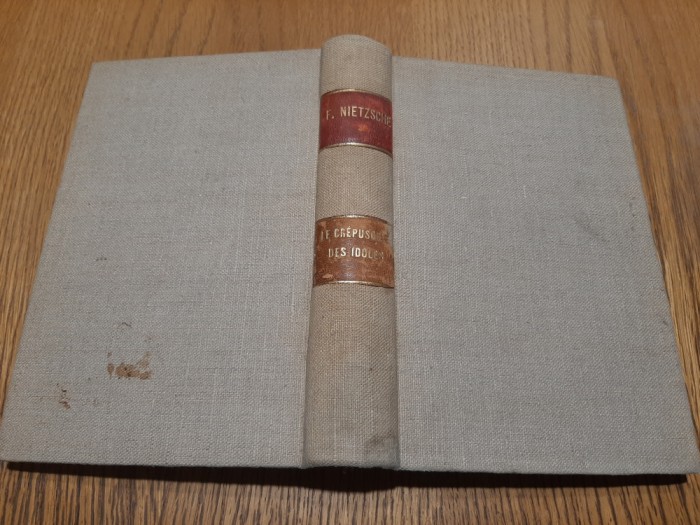 F. NIETZSCHE
LE CRÉPUSCULE
DES IDOLES